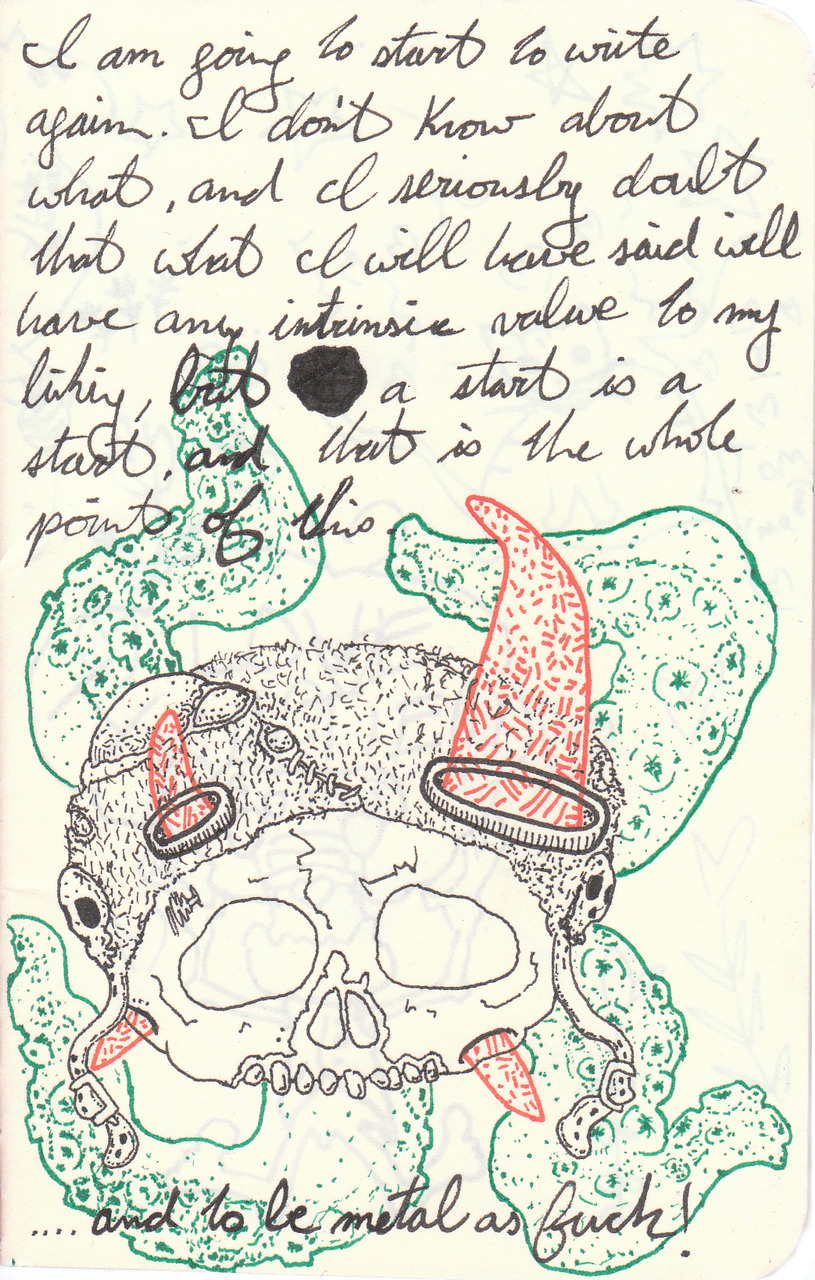 I am going to start to write
again. I don't know about
what, and I seriously doubt
that what I will have said will
have any intrinsic value to my
liking, but a start is a
start, and that is the whole
point of this.
.... and to be metal as fuck!